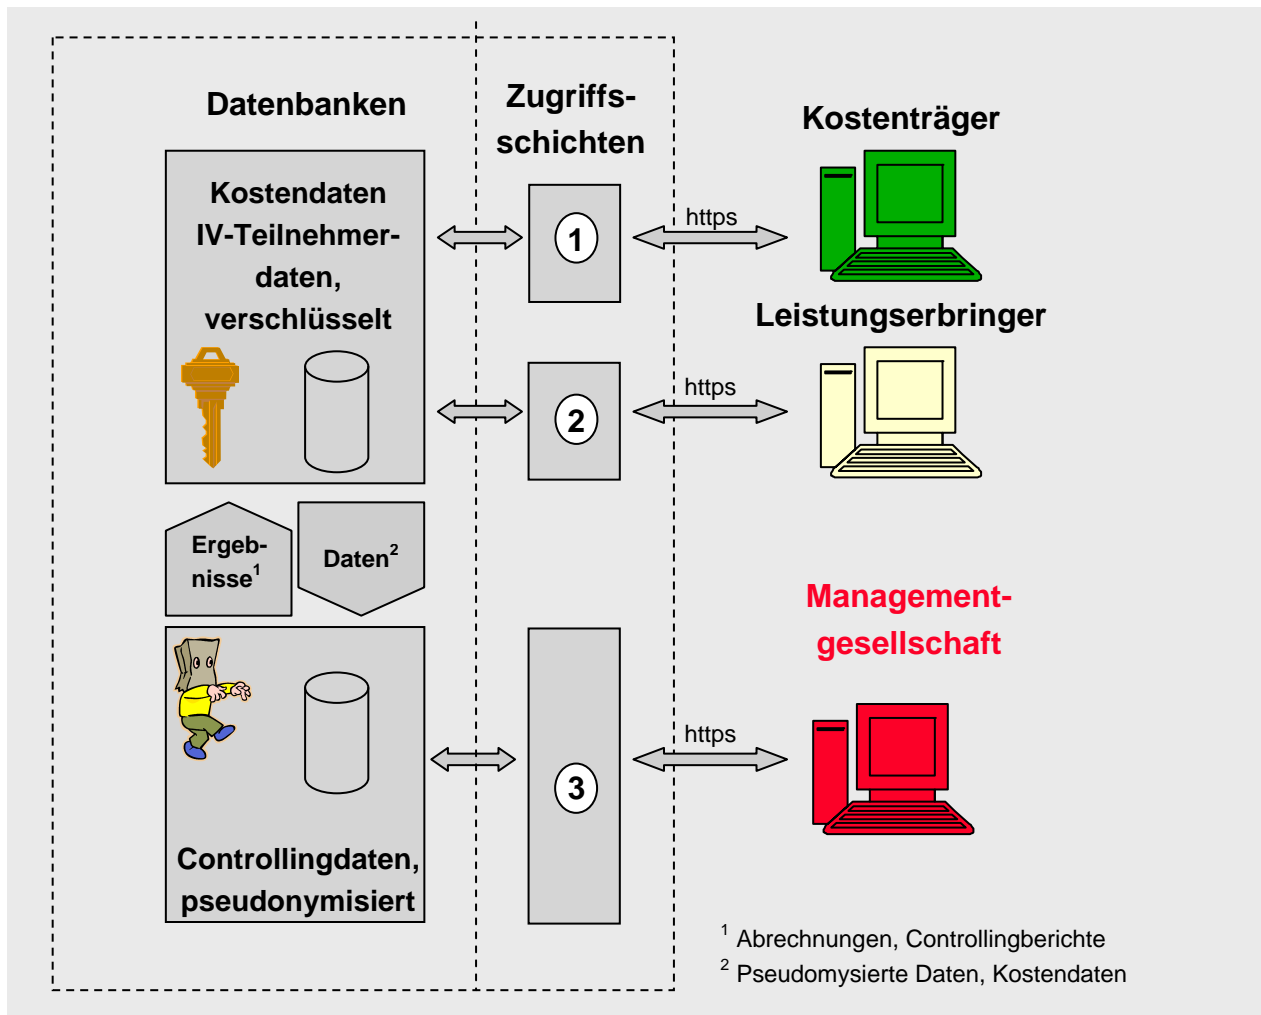 Datenbanken
Zugriffs-
schichten
Kostenträger
Kostendaten
IV-Teilnehmer-
daten,
verschlüsselt
1
https
Leistungserbringer
2
https
Ergeb-
nisse1
Daten2
Management-
gesellschaft
3
https
Controllingdaten,
pseudonymisiert
1 Abrechnungen, Controllingberichte
2 Pseudomysierte Daten, Kostendaten